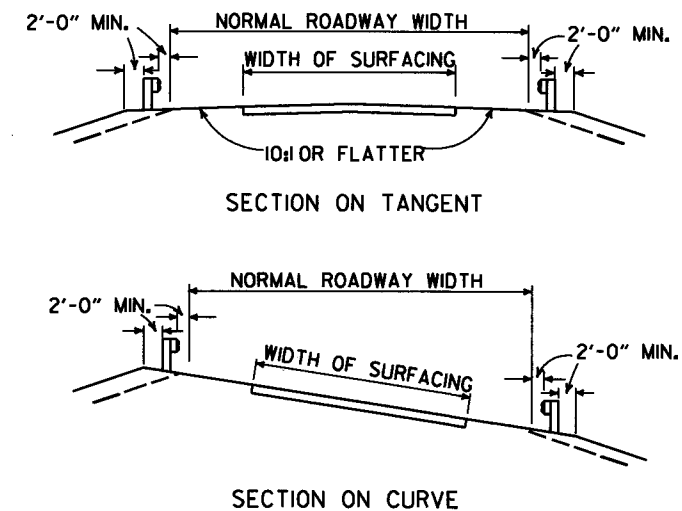 NORMAL ROADWAY WIDTH
2'-0" MIN.
2'-0" MIN.
WIDTH OF SURFACING
10:1 OR FLATTER
SECTION ON TANGENT
NORMAL ROADWAY WIDTH
2'-0" MIN.
WIDTH OF SURFACING
2'-0" MIN.
SECTION ON CURVE